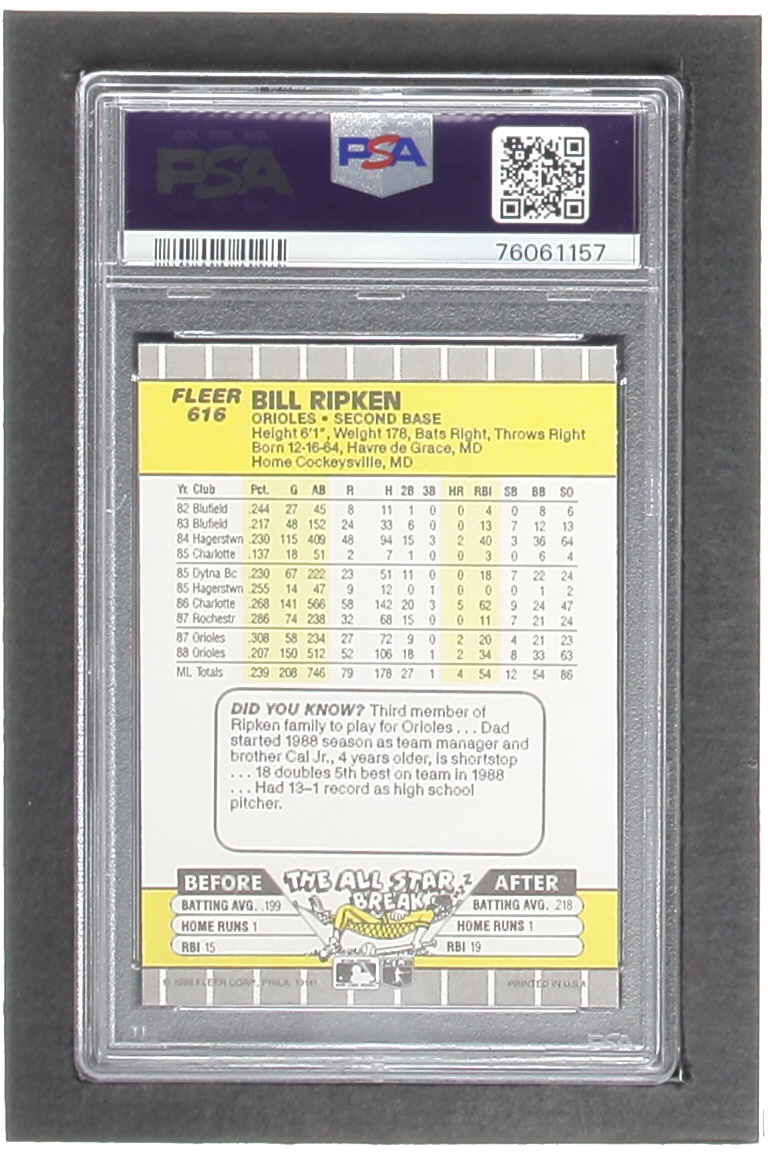 PSA
PSA
76061157
FLEER
616
BILL RIPKEN
ORIOLES • SECOND BASE
Height 6'1", Weight 178, Bats Right, Throws Right
Born 12-16-64, Havre de Grace, MD
Home Cockeysville, MD
Yr. Club Pct. G AB R H 2B 3B HR RBI SB BB SO
82 Blufield .244 27 45 8 11 1 0 0 4 0 8 6
83 Blufield .217 48 152 24 33 6 0 0 13 7 12 13
84 Hagerstwn .230 115 409 48 94 15 3 2 40 3 36 64
85 Charlotte .137 18 51 2 7 1 0 0 3 0 6 4
85 Dytna Bc .230 67 222 23 51 11 0 0 18 7 22 24
85 Hagerstwn .255 14 47 9 12 0 1 0 0 0 1 2
86 Charlotte .268 141 566 58 142 20 3 5 62 9 24 47
87 Rochestr .286 74 238 32 68 15 0 0 11 7 21 24
87 Orioles .308 58 234 27 72 9 0 2 20 4 21 23
88 Orioles .207 150 512 52 106 18 1 2 34 8 33 63
ML Totals .239 208 746 79 178 27 1 4 54 12 54 86
DID YOU KNOW? Third member of
Ripken family to play for Orioles . . . Dad
started 1988 season as team manager and
brother Cal Jr., 4 years older, is shortstop
. . . 18 doubles 5th best on team in 1988
. . . Had 13–1 record as high school
pitcher.
BEFORE THE ALL STAR BREAK AFTER
BATTING AVG. .199 BATTING AVG. .218
HOME RUNS 1 HOME RUNS 1
RBI 15 RBI 19
© 1989 FLEER CORP., PHILA. 19141 PRINTED IN U.S.A
PSA